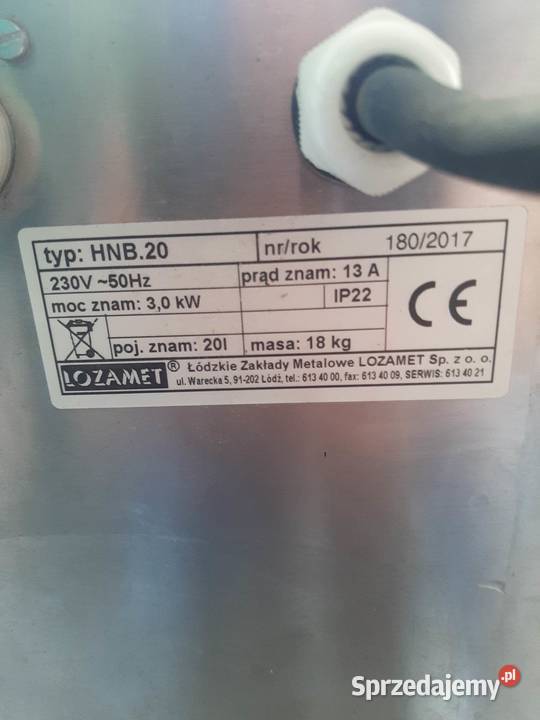 typ: HNB.20 nr/rok 180/2017
230V ~50Hz prąd znam: 13 A
moc znam: 3,0 kW IP22
CE
poj. znam: 20l masa: 18 kg
LOZAMET® Łódzkie Zakłady Metalowe LOZAMET Sp. z o. o.
ul. Warecka 5, 91-202 Łódź, tel.: 613 40 00, fax: 613 40 09, SERWIS: 613 40 21
Sprzedajemy.pl